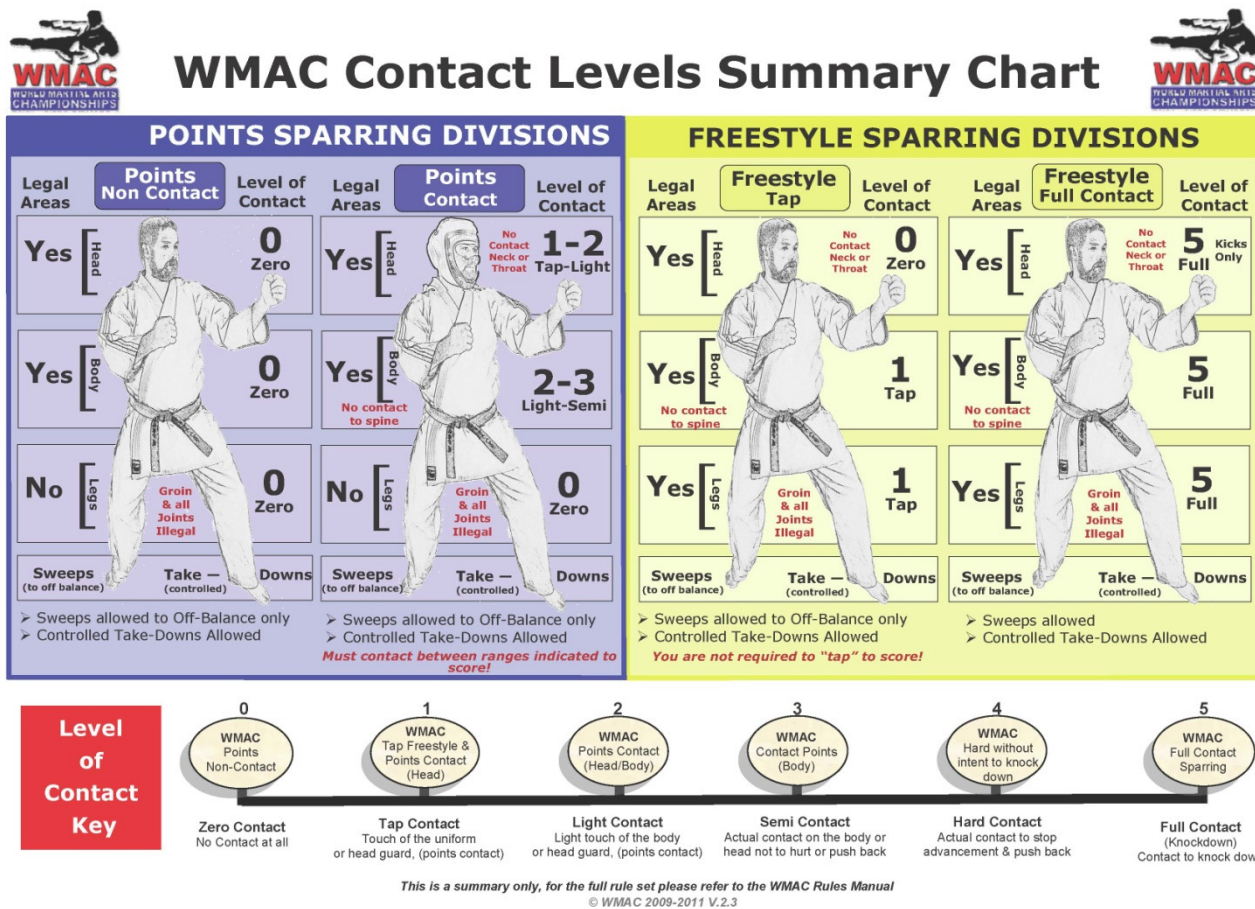 WMAC
WORLD MARTIAL ARTS
CHAMPIONSHIPS
WMAC Contact Levels Summary Chart
WMAC
WORLD MARTIAL ARTS
CHAMPIONSHIPS
POINTS SPARRING DIVISIONS
Legal
Areas
Points
Non Contact
Level of
Contact
Yes
Head
0
Zero
Yes
Body
0
Zero
No
Legs
Groin
& all
Joints
Illegal
0
Zero
Sweeps
(to off balance)
Take —
(controlled)
Downs
➢ Sweeps allowed to Off-Balance only
➢ Controlled Take-Downs Allowed
Legal
Areas
Points
Contact
Level of
Contact
Yes
Head
No
Contact
Neck or
Throat
1-2
Tap-Light
Yes
Body
No contact
to spine
2-3
Light-Semi
No
Legs
Groin
& all
Joints
Illegal
0
Zero
Sweeps
(to off balance)
Take —
(controlled)
Downs
➢ Sweeps allowed to Off-Balance only
➢ Controlled Take-Downs Allowed
Must contact between ranges indicated to
score!
FREESTYLE SPARRING DIVISIONS
Legal
Areas
Freestyle
Tap
Level of
Contact
Yes
Head
No
Contact
Neck or
Throat
0
Zero
Yes
Body
No contact
to spine
1
Tap
Yes
Legs
Groin
& all
Joints
Illegal
1
Tap
Sweeps
(to off balance)
Take —
(controlled)
Downs
➢ Sweeps allowed to Off-Balance only
➢ Controlled Take-Downs Allowed
You are not required to “tap” to score!
Legal
Areas
Freestyle
Full Contact
Level of
Contact
Yes
Head
No
Contact
Neck or
Throat
5
Full
Kicks
Only
Yes
Body
No contact
to spine
5
Full
Yes
Legs
Groin
& all
Joints
Illegal
5
Full
Sweeps
(to off balance)
Take —
(controlled)
Downs
➢ Sweeps allowed
➢ Controlled Take-Downs Allowed
Level
of
Contact
Key
0
WMAC
Points
Non-Contact
Zero Contact
No Contact at all
1
WMAC
Tap Freestyle &
Points Contact
(Head)
Tap Contact
Touch of the uniform
or head guard, (points contact)
2
WMAC
Points Contact
(Head/Body)
Light Contact
Light touch of the body
or head guard, (points contact)
3
WMAC
Contact Points
(Body)
Semi Contact
Actual contact on the body or
head not to hurt or push back
4
WMAC
Hard without
intent to knock
down
Hard Contact
Actual contact to stop
advancement & push back
5
WMAC
Full Contact
Sparring
Full Contact
(Knockdown)
Contact to knock dow
This is a summary only, for the full rule set please refer to the WMAC Rules Manual
© WMAC 2009-2011 V.2.3